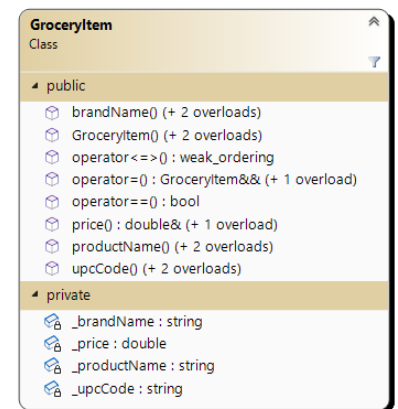 GroceryItem
Class
public
brandName() (+ 2 overloads)
GroceryItem() (+ 2 overloads)
operator<=>() : weak_ordering
operator=() : GroceryItem&& (+ 1 overload)
operator==() : bool
price() : double& (+ 1 overload)
productName() (+ 2 overloads)
upcCode() (+ 2 overloads)
private
_brandName : string
_price : double
_productName : string
_upcCode : string